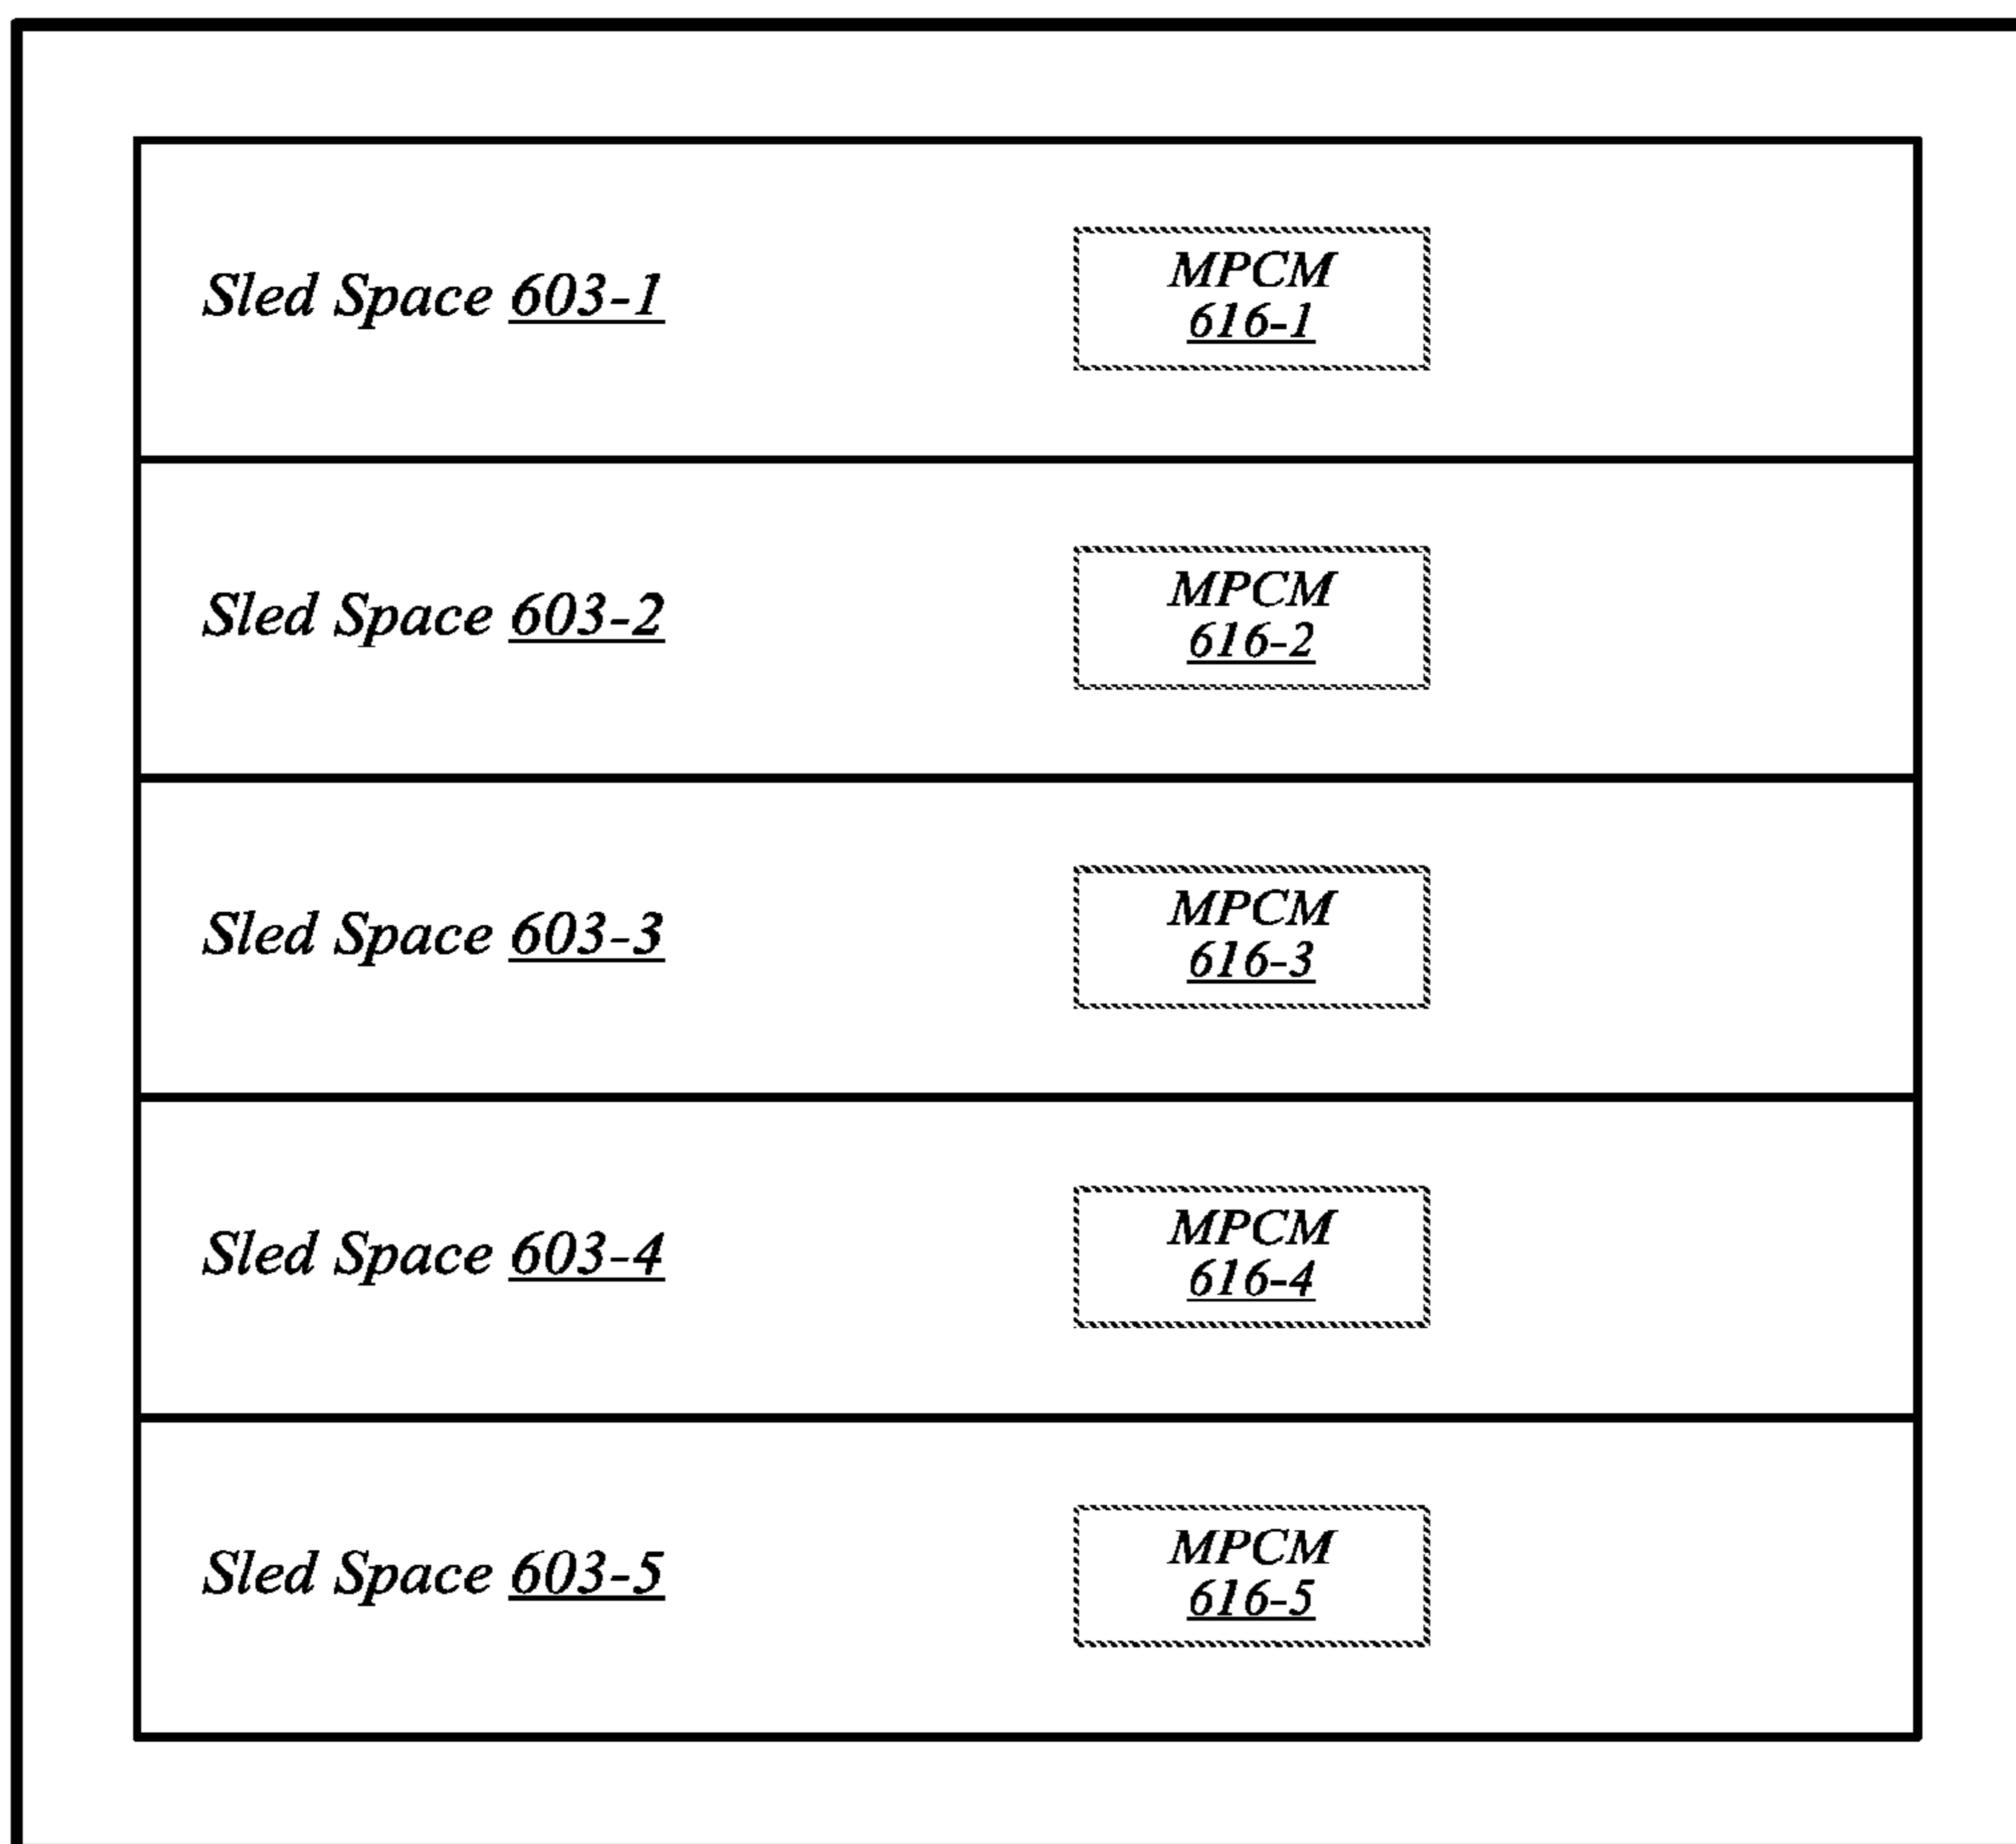 Sled Space 603-1
MPCM
616-1
Sled Space 603-2
MPCM
616-2
Sled Space 603-3
MPCM
616-3
Sled Space 603-4
MPCM
616-4
Sled Space 603-5
MPCM
616-5